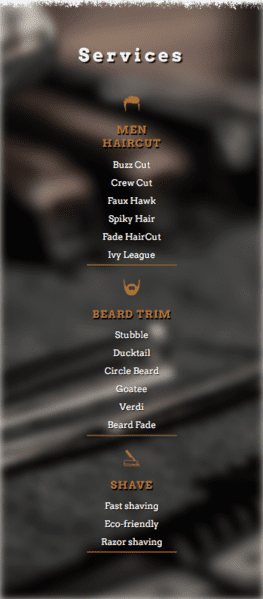 Services
MEN
HAIRCUT
Buzz Cut
Crew Cut
Faux Hawk
Spiky Hair
Fade HairCut
Ivy League
BEARD TRIM
Stubble
Ducktail
Circle Beard
Goatee
Verdi
Beard Fade
SHAVE
Fast shaving
Eco-friendly
Razor shaving